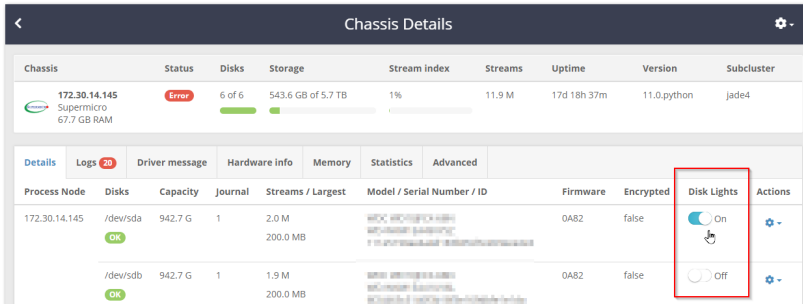 Chassis Details
Chassis Status Disks Storage Stream index Streams Uptime Version Subcluster
172.30.14.145 Error 6 of 6 543.6 GB of 5.7 TB 1% 11.9 M 17d 18h 37m 11.0.python jade4
Supermicro
67.7 GB RAM
Details Logs 20 Driver message Hardware info Memory Statistics Advanced
Process Node Disks Capacity Journal Streams / Largest Model / Serial Number / ID Firmware Encrypted Disk Lights Actions
172.30.14.145 /dev/sda 942.7 G 1 2.0 M 0A82 false On
OK 200.0 MB
/dev/sdb 942.7 G 1 1.9 M 0A82 false Off
OK 200.0 MB